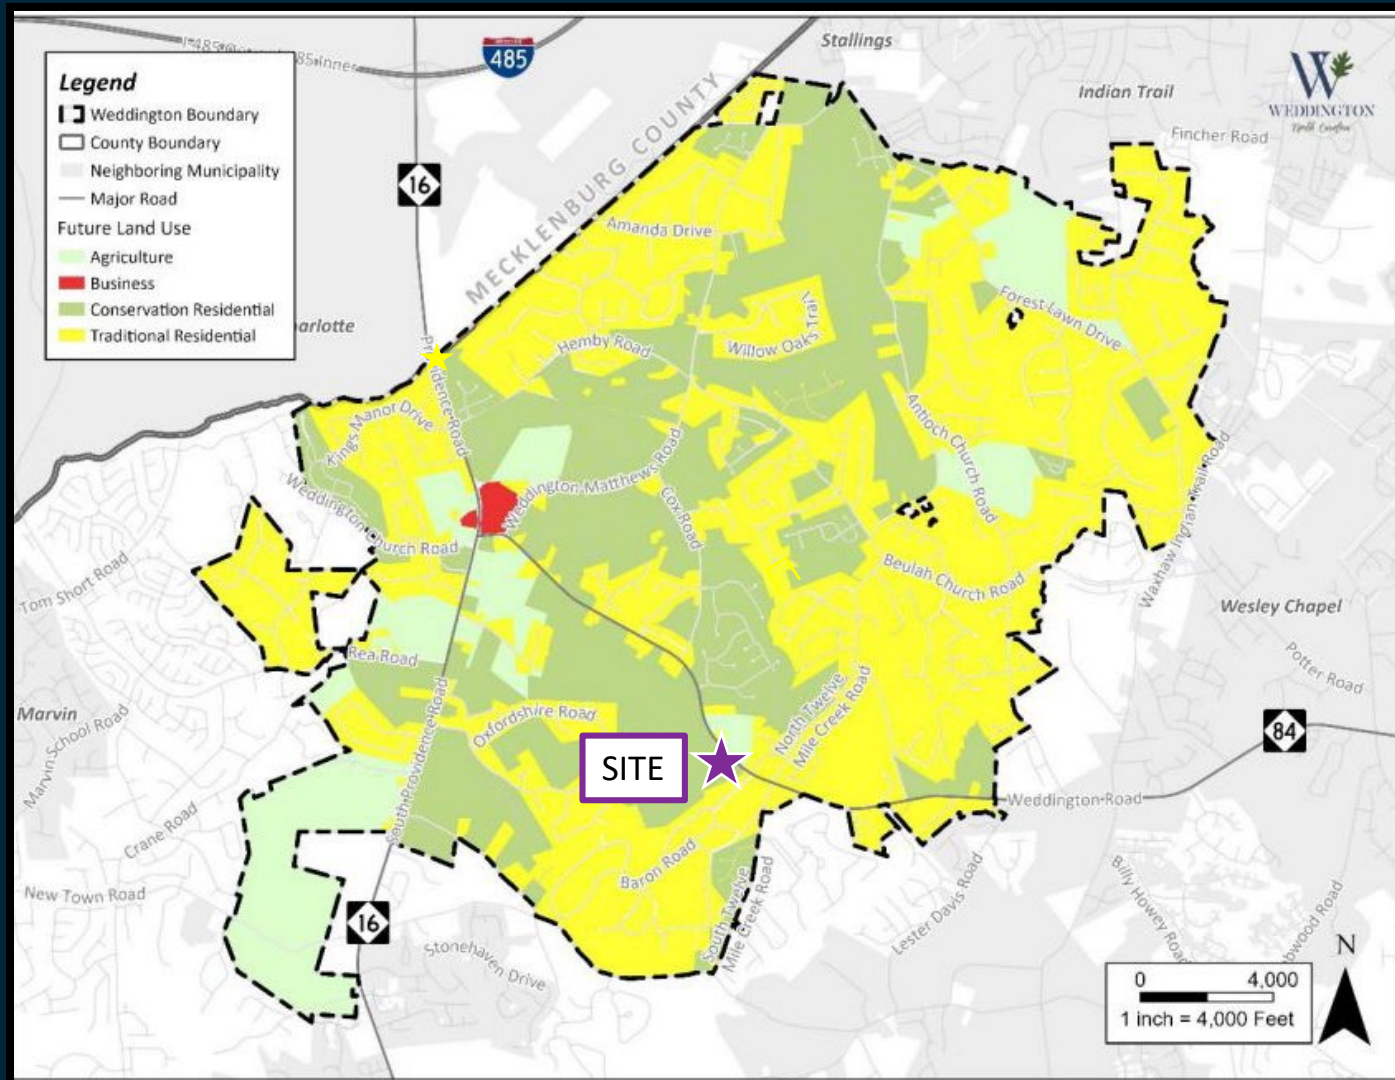 Legend
Weddington Boundary
County Boundary
Neighboring Municipality
Major Road
Future Land Use
Agriculture
Business
Conservation Residential
Traditional Residential
485
Stallings
Indian Trail
W
WEDDINGTON
North Carolina
Fincher Road
16
MECKLENBURG COUNTY
Amanda Drive
Forest Lawn Drive
Hemby Road
Willow Oaks Trail
Providence Road
Kings Manor Drive
Antioch Church Road
Weddington Matthews Road
Cox Road
Weddington Church Road
Waxhaw Indian Trail Road
Tom Short Road
Beulah Church Road
Wesley Chapel
Potter Road
Rea Road
Marvin
Marvin School Road
South Providence Road
Oxfordshire Road
North Twelve
Mile Creek Road
84
SITE
Weddington Road
Crane Road
Baron Road
New Town Road
South Twelve
Mile Creek Road
Lester Davis Road
Billy Howey Road
16
Stonehaven Drive
N
0 4,000
1 inch = 4,000 Feet